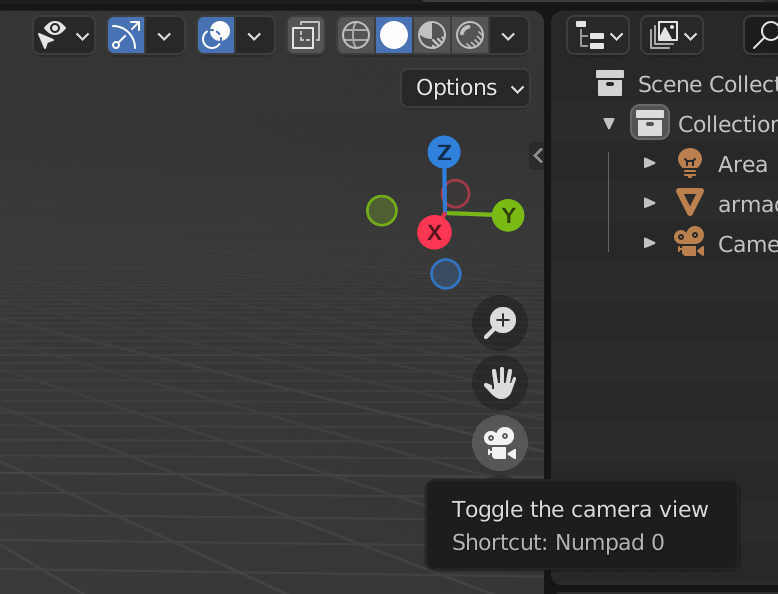 Options
Scene Collect
Collection
Area
armad
Came
Z
Y
X
Toggle the camera view
Shortcut: Numpad 0